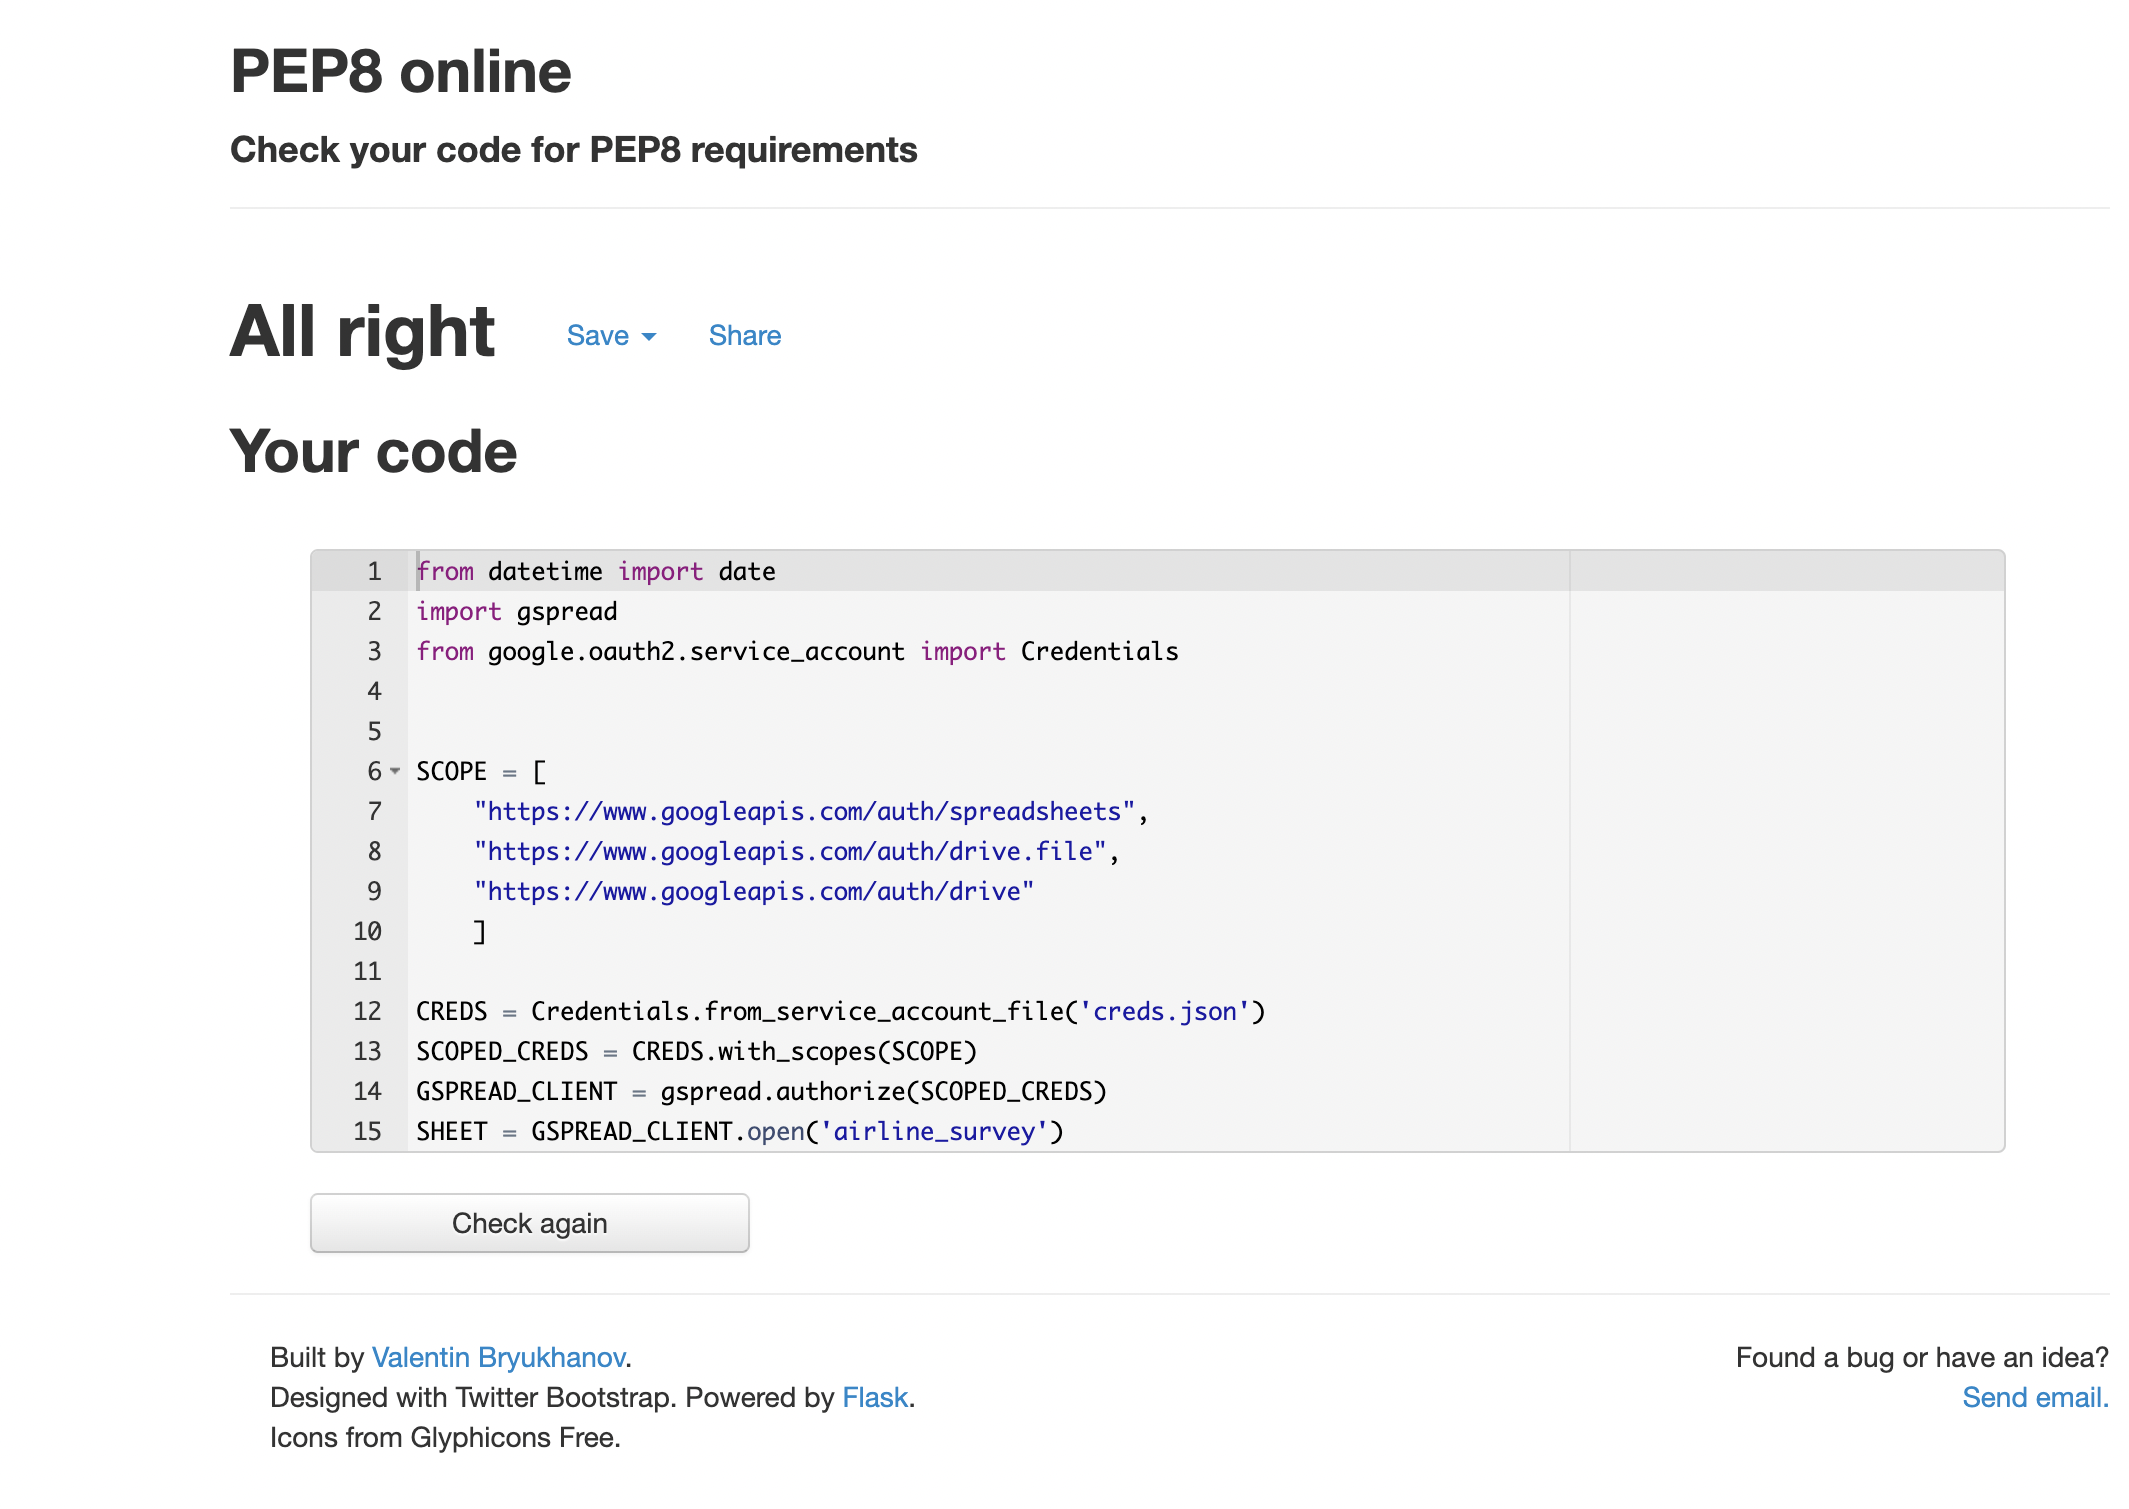 PEP8 online
Check your code for PEP8 requirements
All right Save Share
Your code
1 from datetime import date
2 import gspread
3 from google.oauth2.service_account import Credentials
4
5
6 SCOPE = [
7     "https://www.googleapis.com/auth/spreadsheets",
8     "https://www.googleapis.com/auth/drive.file",
9     "https://www.googleapis.com/auth/drive"
10     ]
11
12 CREDS = Credentials.from_service_account_file('creds.json')
13 SCOPED_CREDS = CREDS.with_scopes(SCOPE)
14 GSPREAD_CLIENT = gspread.authorize(SCOPED_CREDS)
15 SHEET = GSPREAD_CLIENT.open('airline_survey')
Check again
Built by Valentin Bryukhanov.
Designed with Twitter Bootstrap. Powered by Flask.
Icons from Glyphicons Free.
Found a bug or have an idea?
Send email.